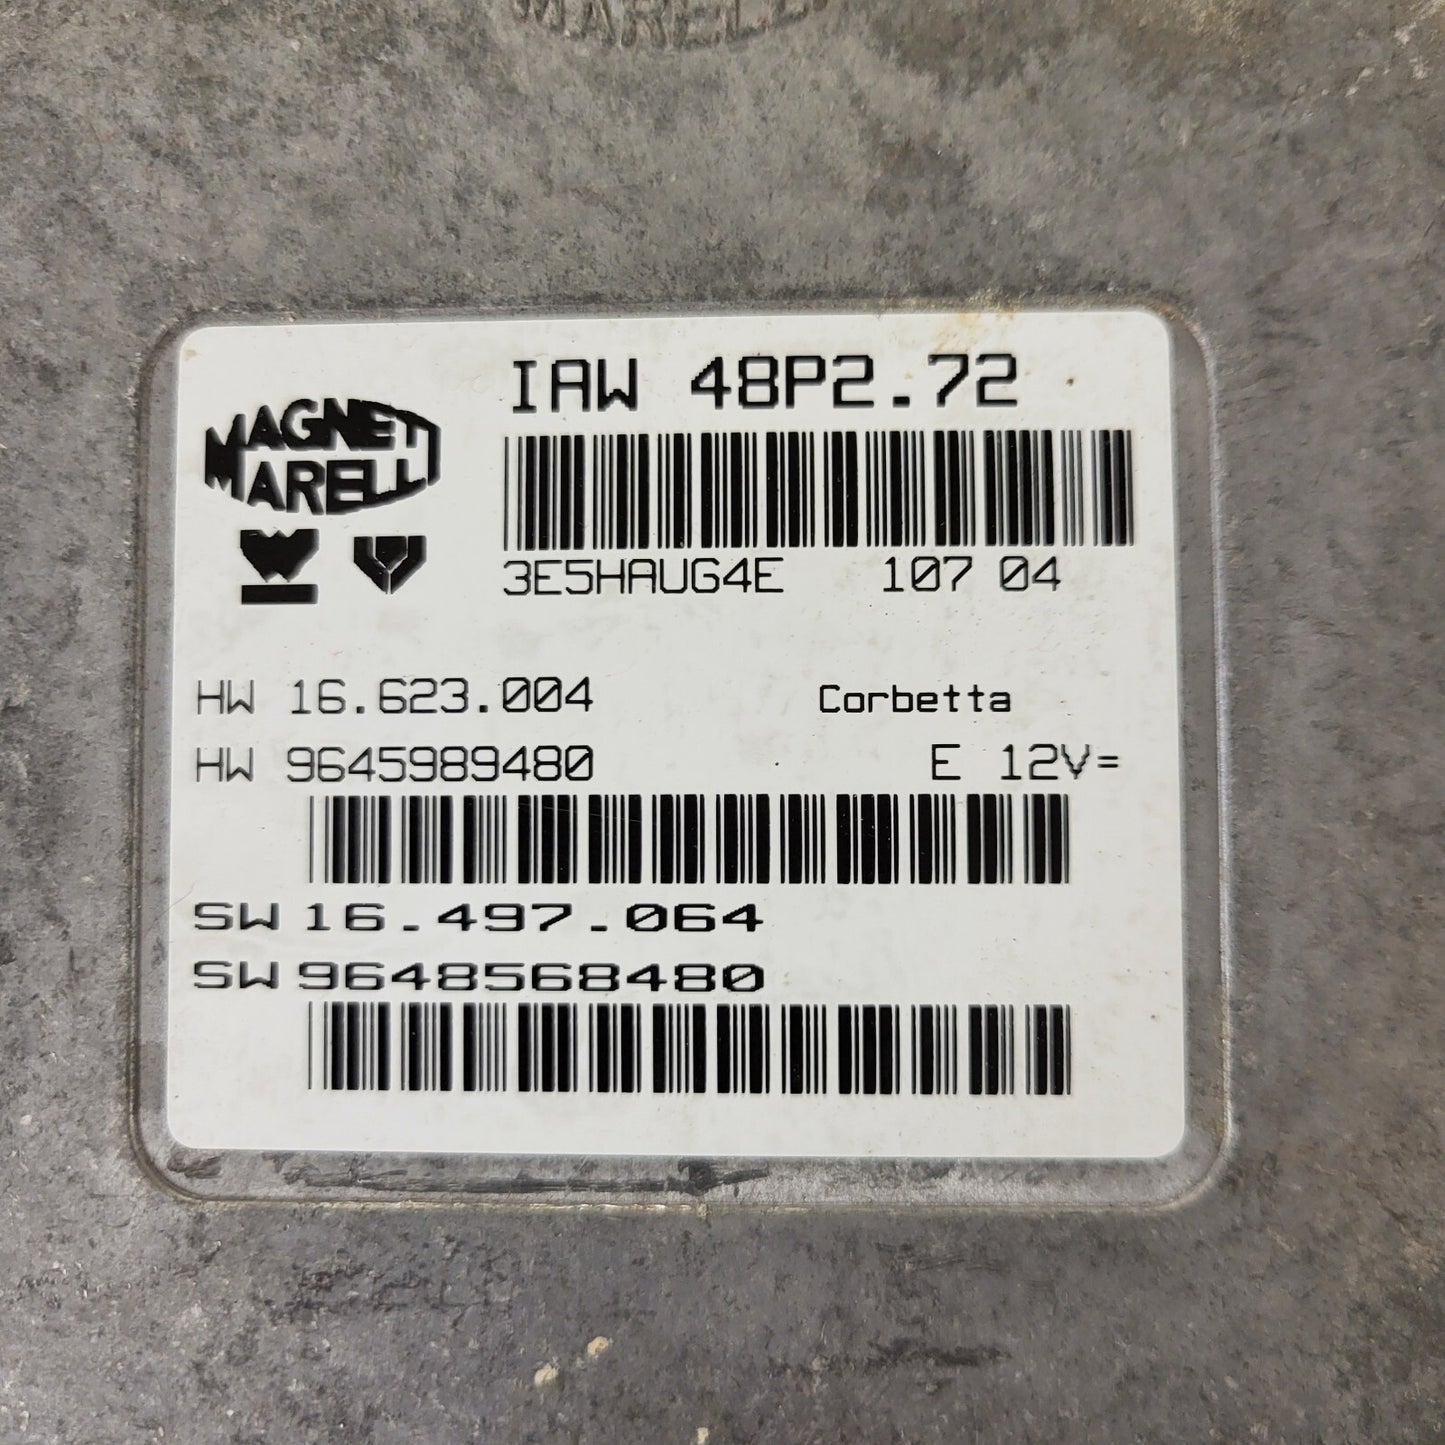 MARELLI
IAW 48P2.72
MAGNETI
MARELLI
3E5HAUG4E 107 04
HW 16.623.004 Corbetta
HW 9645989480 E 12V=
SW 16.497.064
SW 9648568480